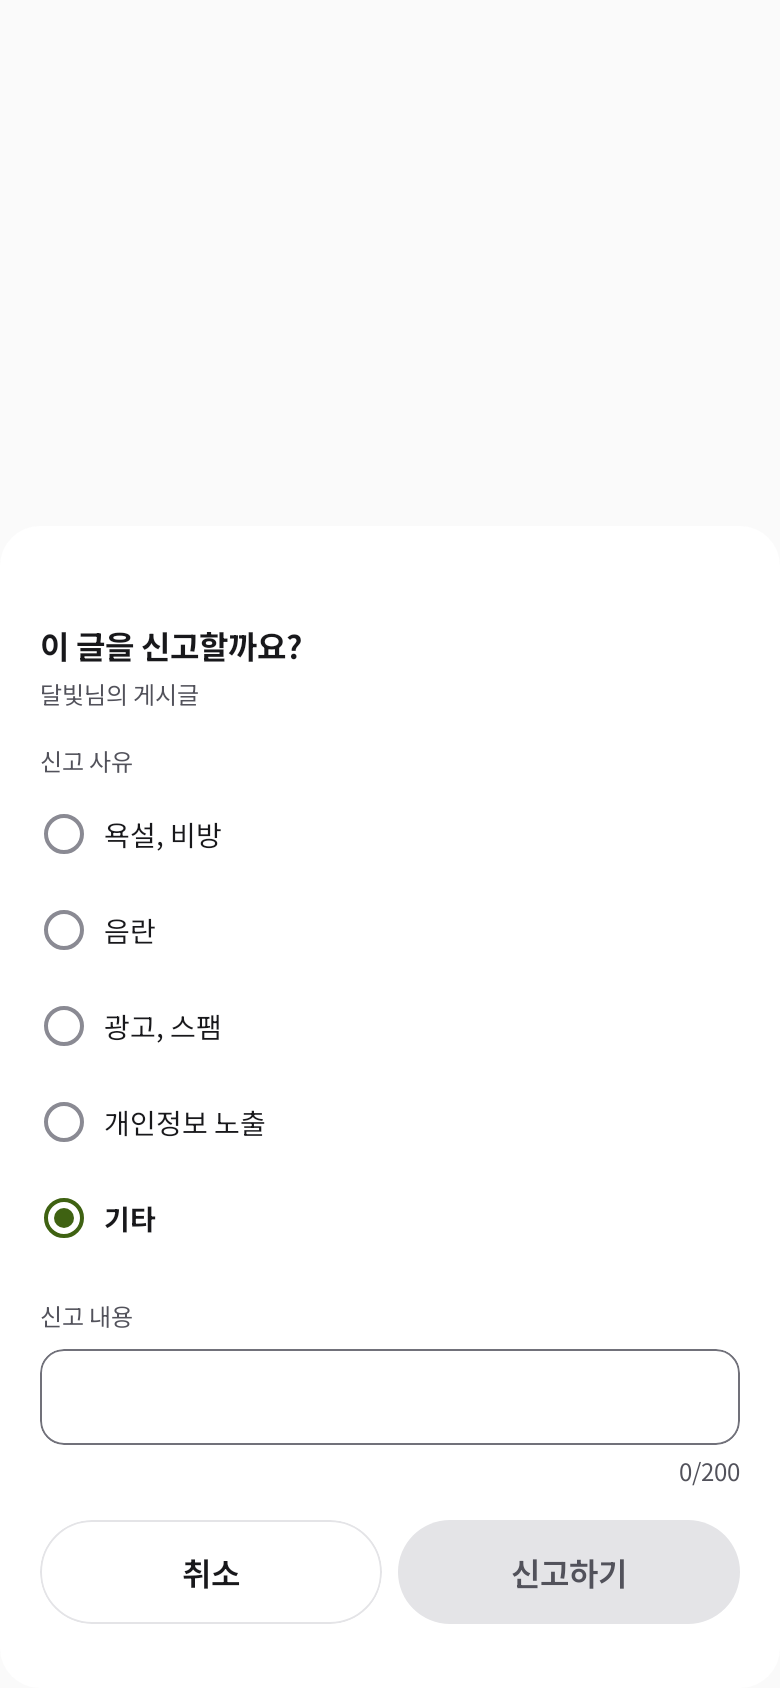 이 글을 신고할까요?
달빛님의 게시글
신고 사유
욕설, 비방
음란
광고, 스팸
개인정보 노출
기타
신고 내용
0/200
취소
신고하기